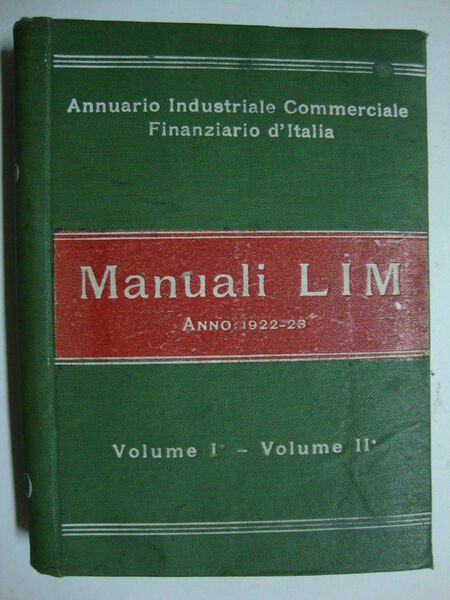 Annuario Industriale Commerciale
Finanziario d'Italia
Manuali LIM
ANNO 1922-23
Volume I° - Volume II°